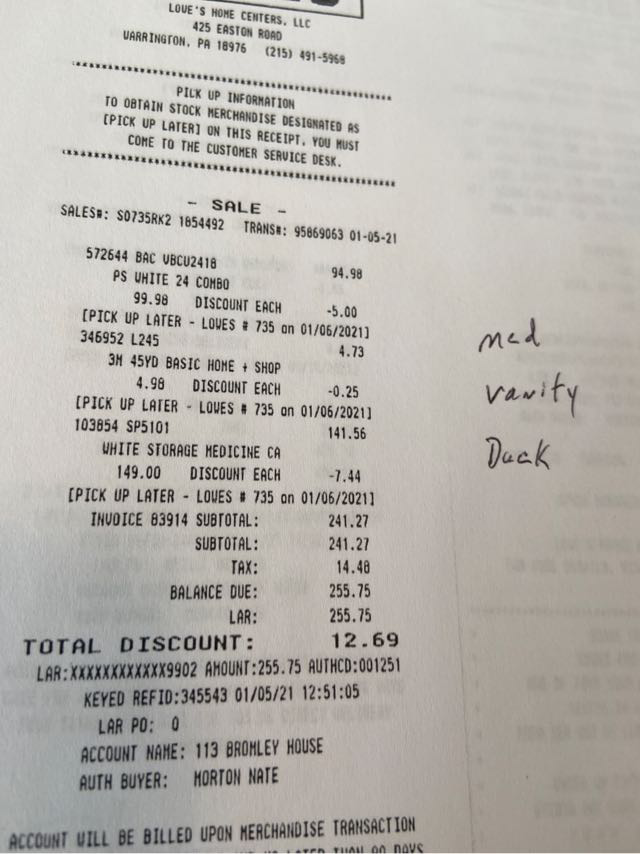 LOWE'S HOME CENTERS, LLC
425 EASTON ROAD
WARRINGTON, PA 18976 (215) 491-5968
PICK UP INFORMATION
TO OBTAIN STOCK MERCHANDISE DESIGNATED AS
[PICK UP LATER] ON THIS RECEIPT, YOU MUST
COME TO THE CUSTOMER SERVICE DESK.
- SALE -
SALES#: S0735RK2 1854492 TRANS#: 95869063 01-05-21
572644 BAC VBCU2418 94.98
PS WHITE 24 COMBO
99.98 DISCOUNT EACH -5.00
[PICK UP LATER - LOWES # 735 on 01/06/2021]
346952 L245 4.73
3M 45YD BASIC HOME + SHOP
4.98 DISCOUNT EACH -0.25
[PICK UP LATER - LOWES # 735 on 01/06/2021]
103854 SP5101 141.56
WHITE STORAGE MEDICINE CA
149.00 DISCOUNT EACH -7.44
[PICK UP LATER - LOWES # 735 on 01/06/2021]
INVOICE 83914 SUBTOTAL: 241.27
SUBTOTAL: 241.27
TAX: 14.48
BALANCE DUE: 255.75
LAR: 255.75
TOTAL DISCOUNT: 12.69
LAR:XXXXXXXXXXXX9902 AMOUNT:255.75 AUTHCD:001251
KEYED REFID:345543 01/05/21 12:51:05
LAR PO: 0
ACCOUNT NAME: 113 BROMLEY HOUSE
AUTH BUYER: MORTON NATE
ACCOUNT WILL BE BILLED UPON MERCHANDISE TRANSACTION
LATER THAN 90 DAYS
med
vanity
Duck